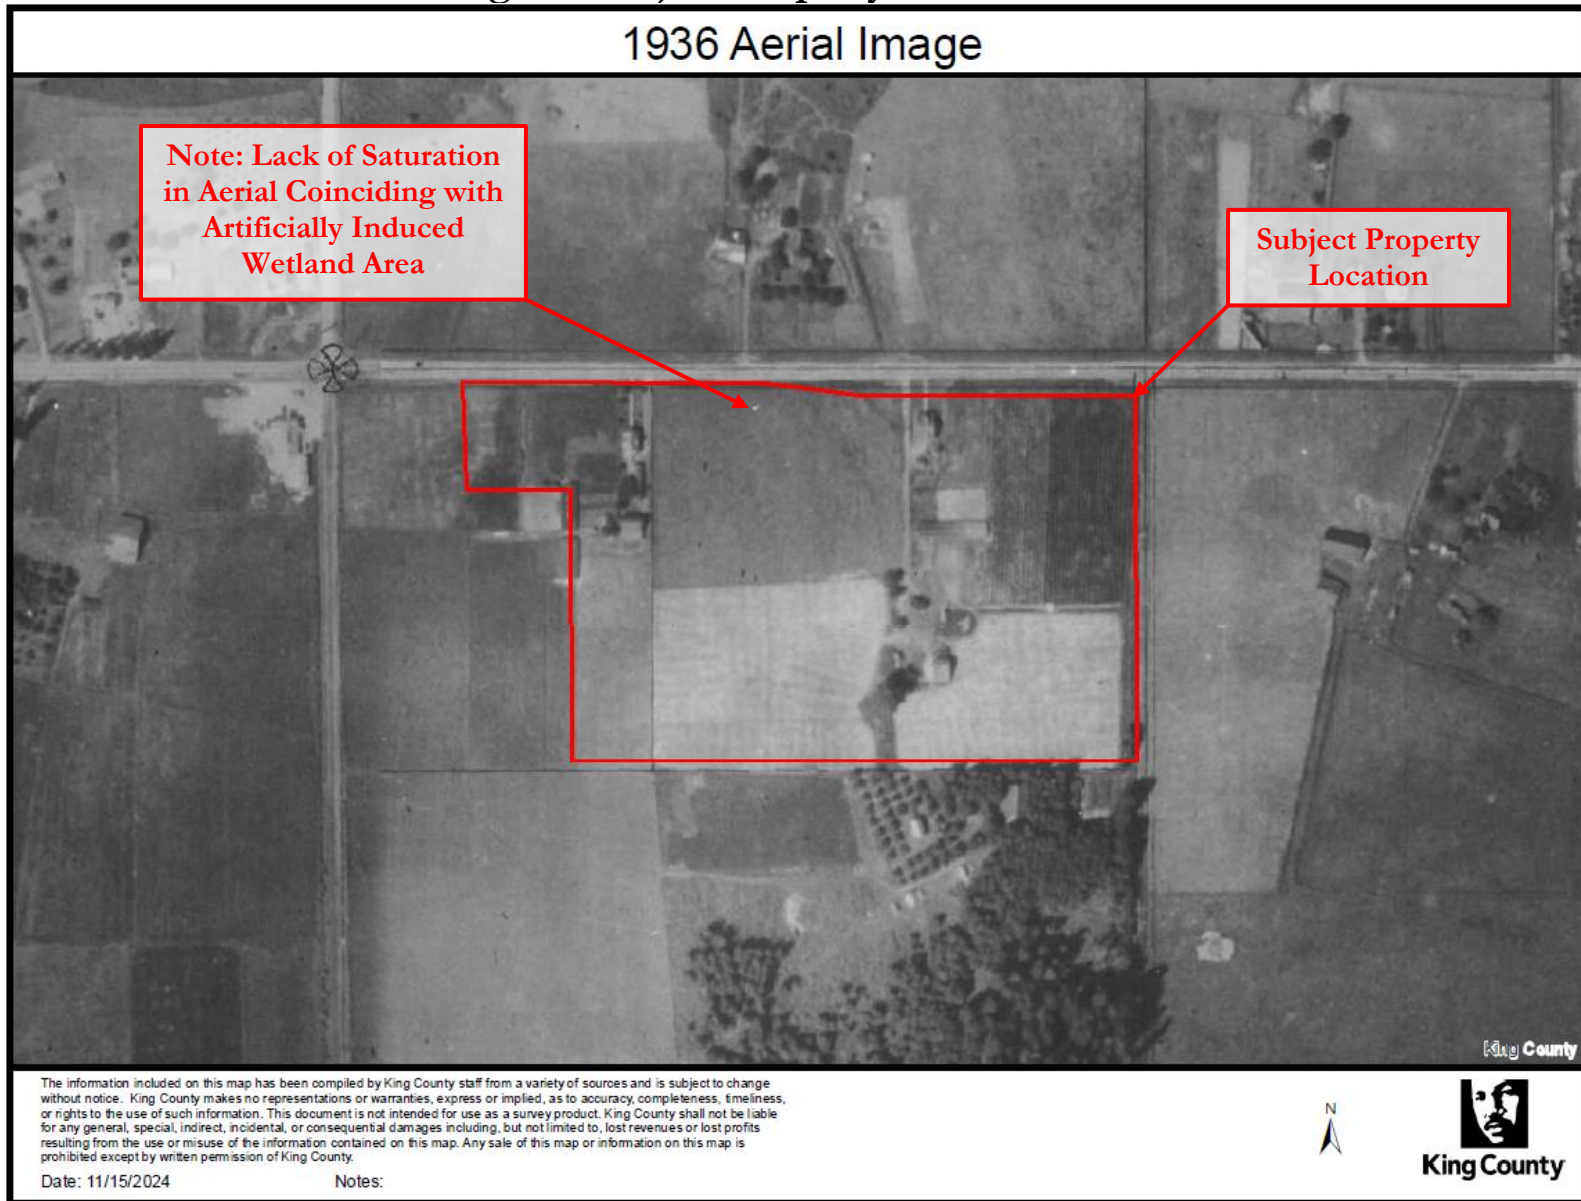 1936 Aerial Image
Note: Lack of Saturation
in Aerial Coinciding with
Artificially Induced
Wetland Area
Subject Property
Location
King County
The information included on this map has been compiled by King County staff from a variety of sources and is subject to change
without notice. King County makes no representations or warranties, express or implied, as to accuracy, completeness, timeliness,
or rights to the use of such information. This document is not intended for use as a survey product. King County shall not be liable
for any general, special, indirect, incidental, or consequential damages including, but not limited to, lost revenues or lost profits
resulting from the use or misuse of the information contained on this map. Any sale of this map or information on this map is
prohibited except by written permission of King County.
Date: 11/15/2024 Notes:
N
King County